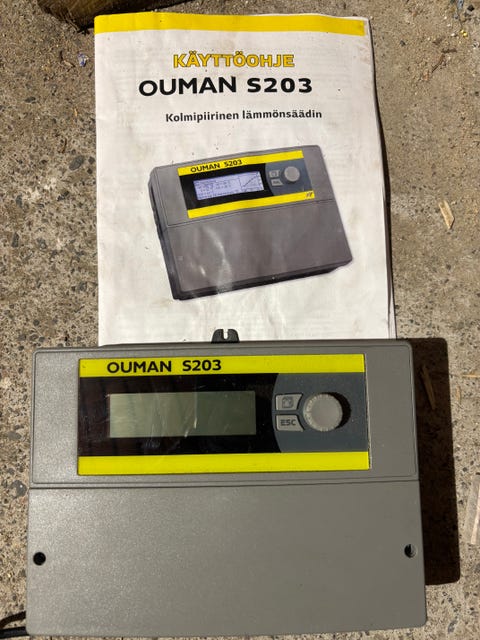 KÄYTTÖOHJE
OUMAN S203
Kolmipiirinen lämmönsäädin
OUMAN S203
OUMAN S203
ESC